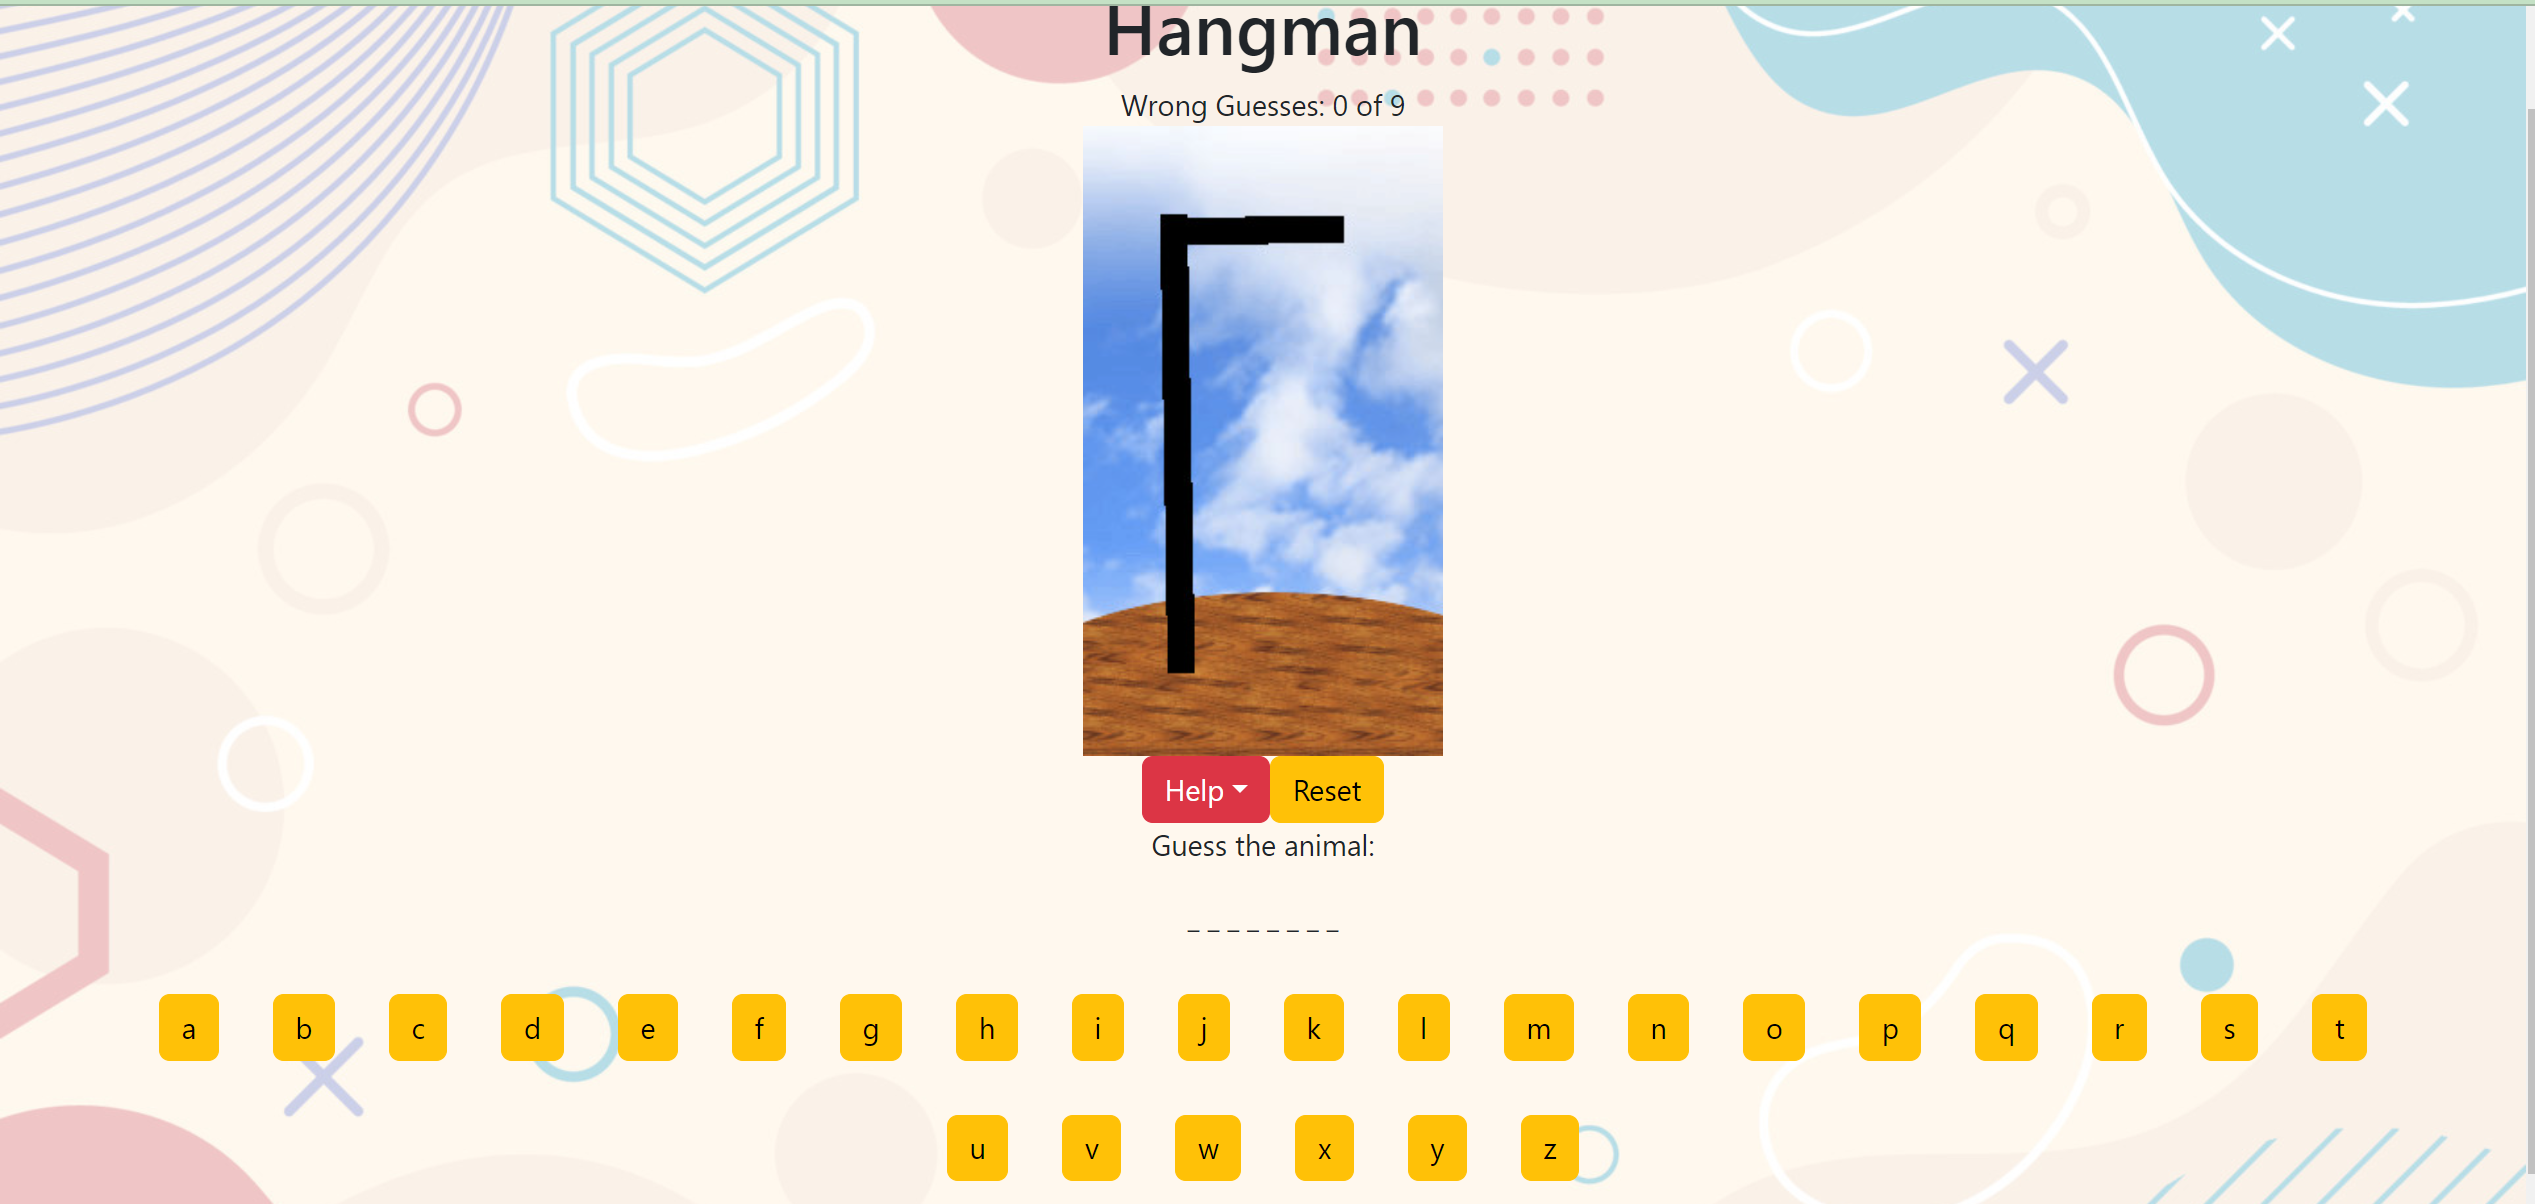 Hangman
Wrong Guesses: 0 of 9
Help Reset
Guess the animal:
_ _ _ _ _ _ _ _
a b c d e f g h i j k l m n o p q r s t
u v w x y z